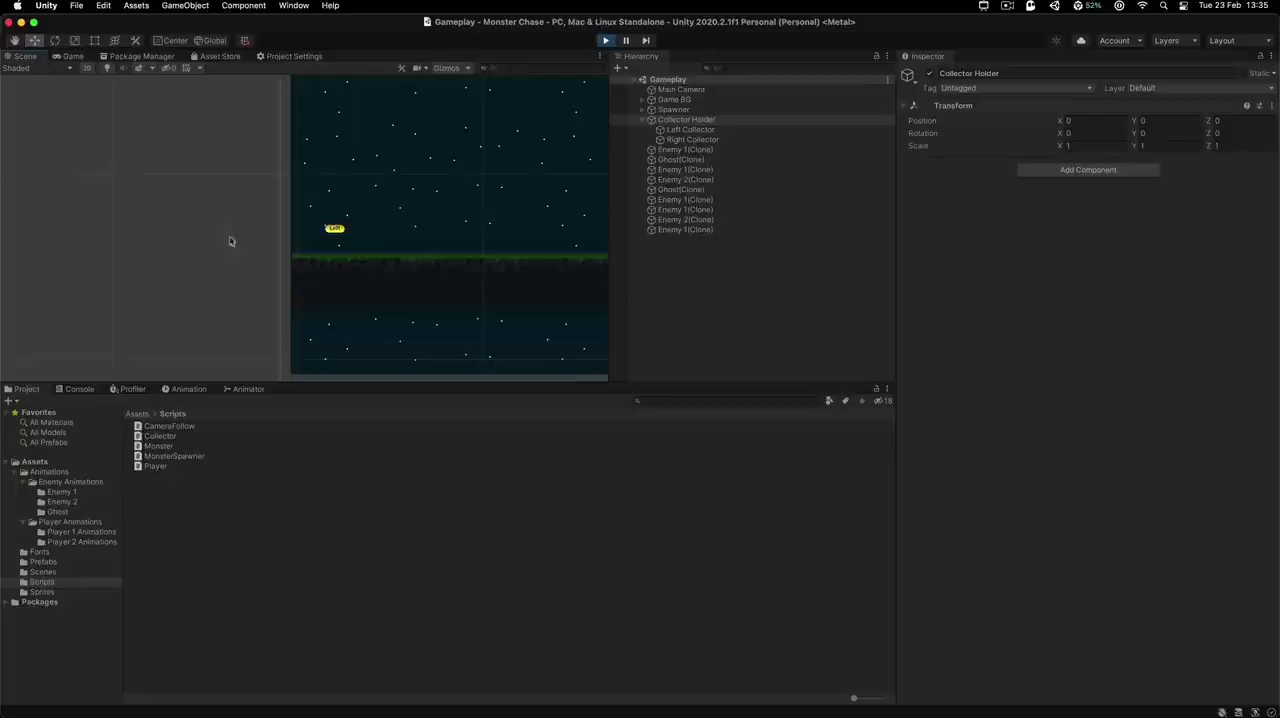 Unity File Edit Assets GameObject Component Window Help 52% Tue 23 Feb 13:35
Gameplay - Monster Chase - PC, Mac & Linux Standalone - Unity 2020.2.1f1 Personal (Personal) <Metal>
Center Global Account Layers Layout
Scene Game Package Manager Asset Store Project Settings Hierarchy Inspector
Shaded 2D 0 Gizmos
Collector Holder Static
Tag Untagged Layer Default
Transform
Position X 0 Y 0 Z 0
Rotation X 0 Y 0 Z 0
Scale X 1 Y 1 Z 1
Add Component
Gameplay
Main Camera
Game BG
Spawner
Collector Holder
Left Collector
Right Collector
Enemy 1(Clone)
Ghost(Clone)
Enemy 1(Clone)
Enemy 2(Clone)
Ghost(Clone)
Enemy 1(Clone)
Enemy 1(Clone)
Enemy 2(Clone)
Enemy 1(Clone)
Left
Project Console Profiler Animation Animator
18
Favorites
All Materials
All Models
All Prefabs
Assets
Animations
Enemy Animations
Enemy 1
Enemy 2
Ghost
Player Animations
Player 1 Animations
Player 2 Animations
Fonts
Prefabs
Scenes
Scripts
Sprites
Packages
Assets > Scripts
CameraFollow
Collector
Monster
MonsterSpawner
Player